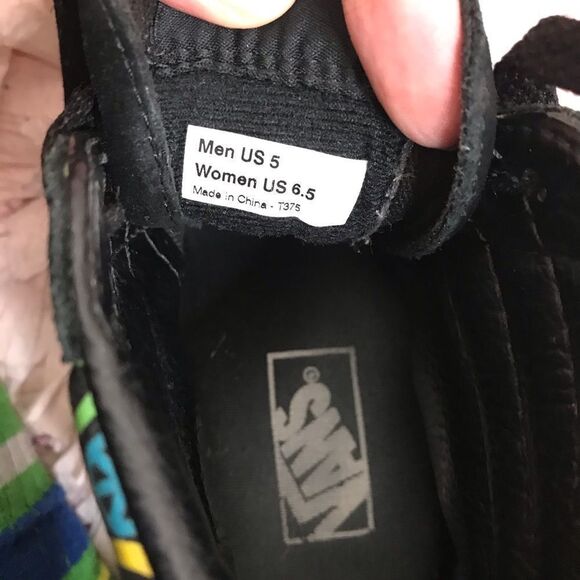 Men US 5
Women US 6.5
Made in China - T375
VANS